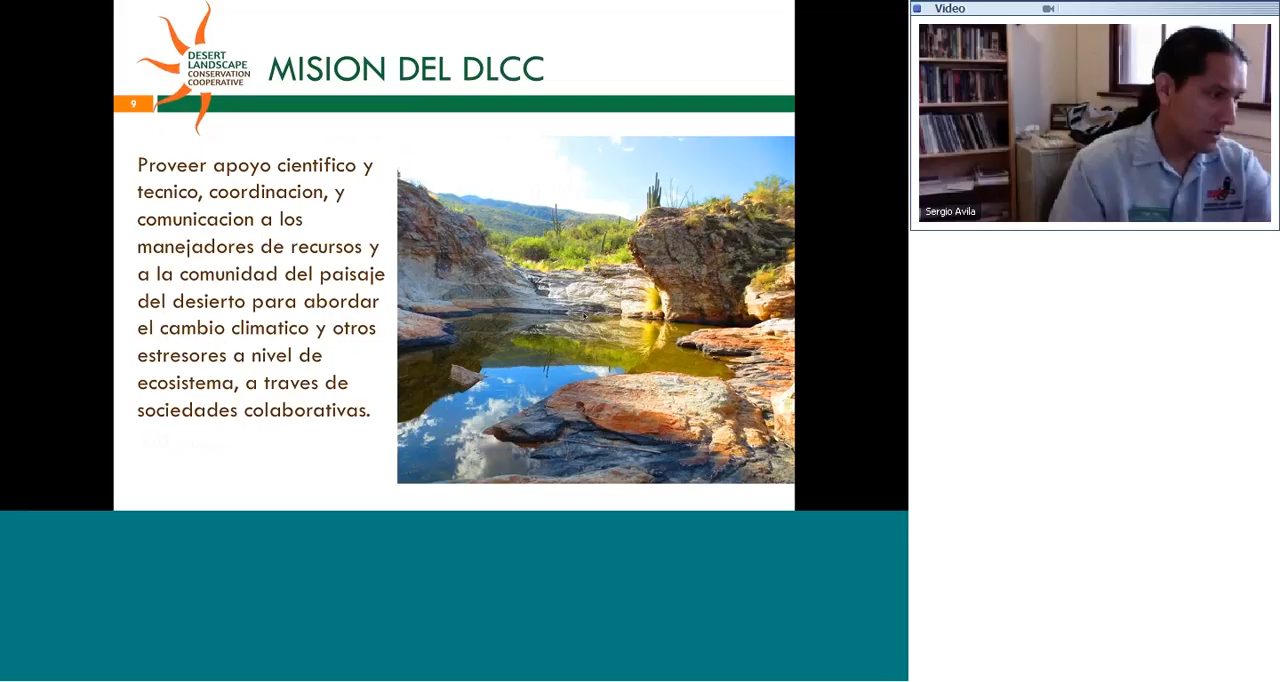 DESERT
LANDSCAPE
CONSERVATION
COOPERATIVE
MISION DEL DLCC
9
Proveer apoyo cientifico y
tecnico, coordinacion, y
comunicacion a los
manejadores de recursos y
a la comunidad del paisaje
del desierto para abordar
el cambio climatico y otros
estresores a nivel de
ecosistema, a traves de
sociedades colaborativas.
Video
Sergio Avila